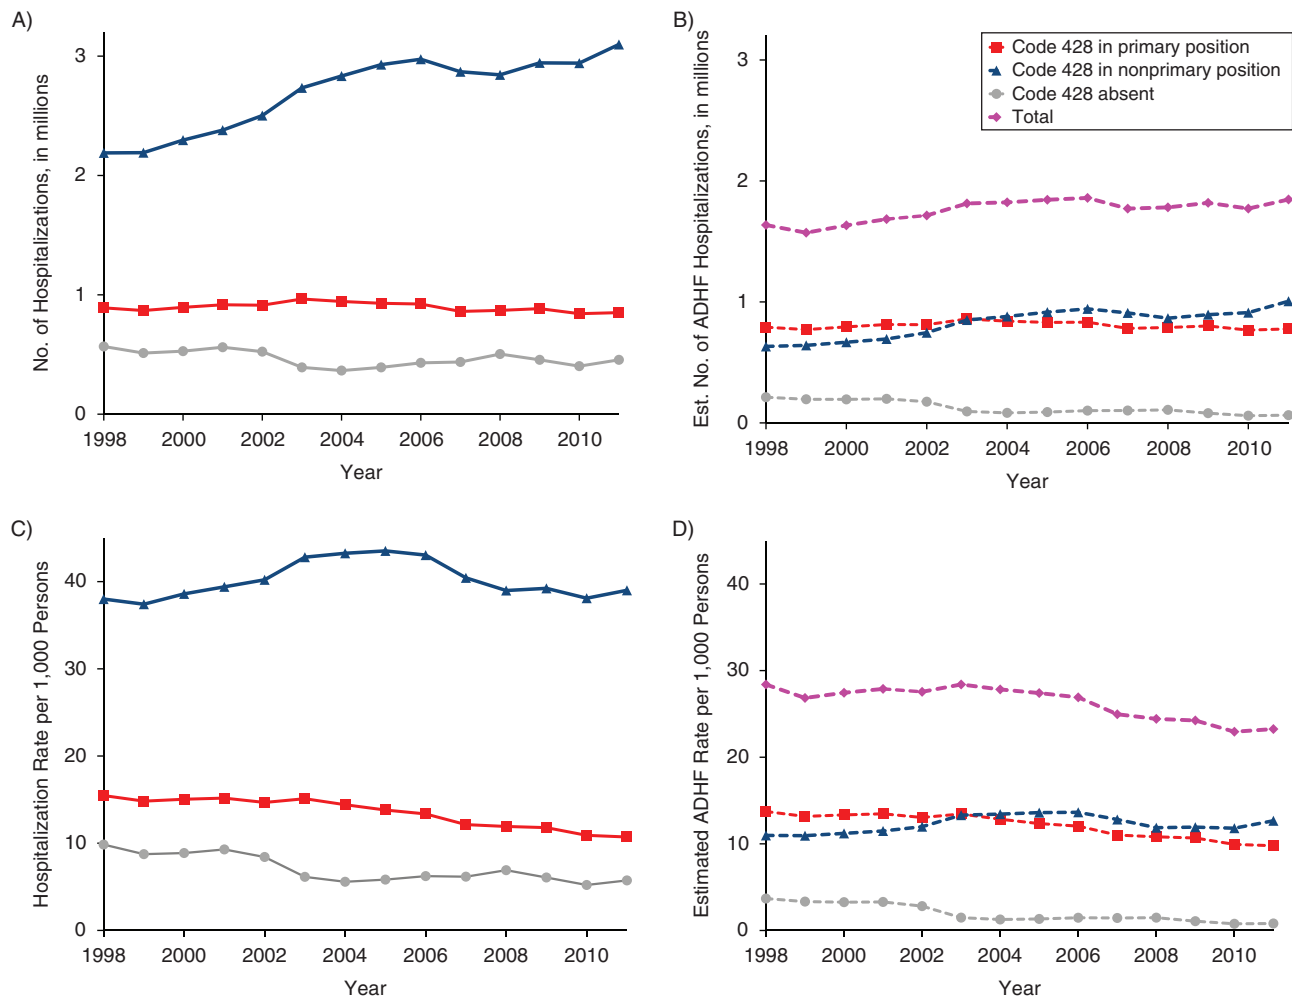 A)
No. of Hospitalizations, in millions
3
2
1
0
1998 2000 2002 2004 2006 2008 2010
Year
B)
Est. No. of ADHF Hospitalizations, in millions
3
2
1
0
1998 2000 2002 2004 2006 2008 2010
Year
Code 428 in primary position
Code 428 in nonprimary position
Code 428 absent
Total
C)
Hospitalization Rate per 1,000 Persons
40
30
20
10
0
1998 2000 2002 2004 2006 2008 2010
Year
D)
Estimated ADHF Rate per 1,000 Persons
40
30
20
10
0
1998 2000 2002 2004 2006 2008 2010
Year